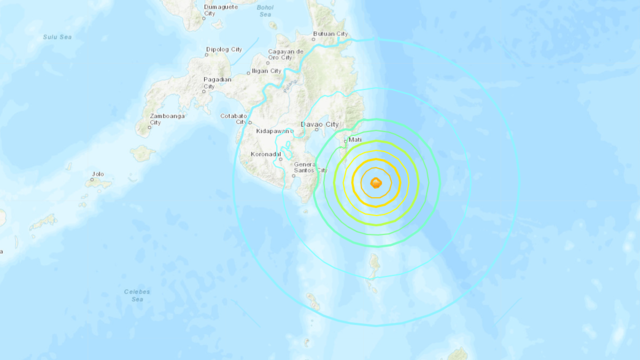 Dumaguete
City
Bohol
Sea
Sulu Sea
Butuan City
Dipolog City
Cagayan de
Oro City
Iligan City
Pagadian
City
Zamboanga
City
Cotabato
City
Davao City
Kidapawan
Mati
Koronadal
General
Santos City
Jolo
Celebes
Sea
a